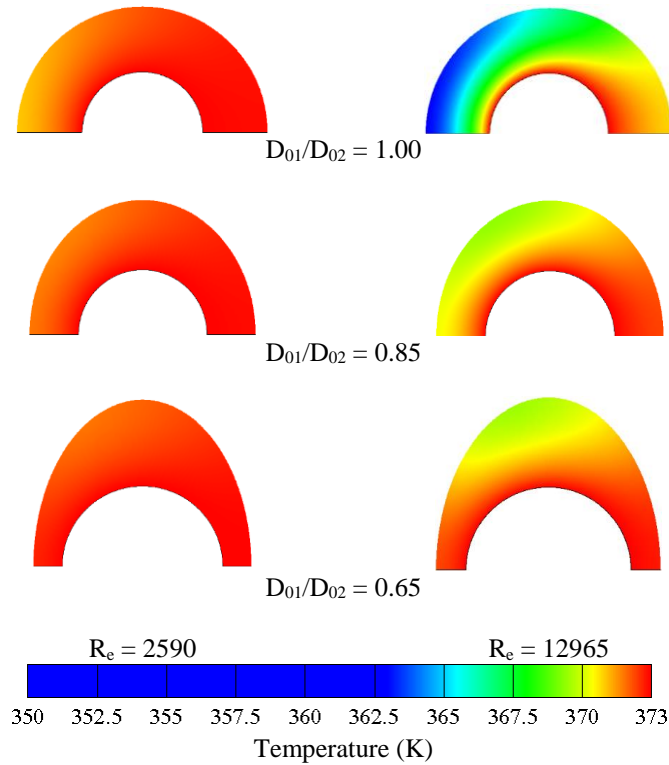 D₀₁/D₀₂ = 1.00
D₀₁/D₀₂ = 0.85
D₀₁/D₀₂ = 0.65
Rₑ = 2590 Rₑ = 12965
350 352.5 355 357.5 360 362.5 365 367.5 370 373
Temperature (K)